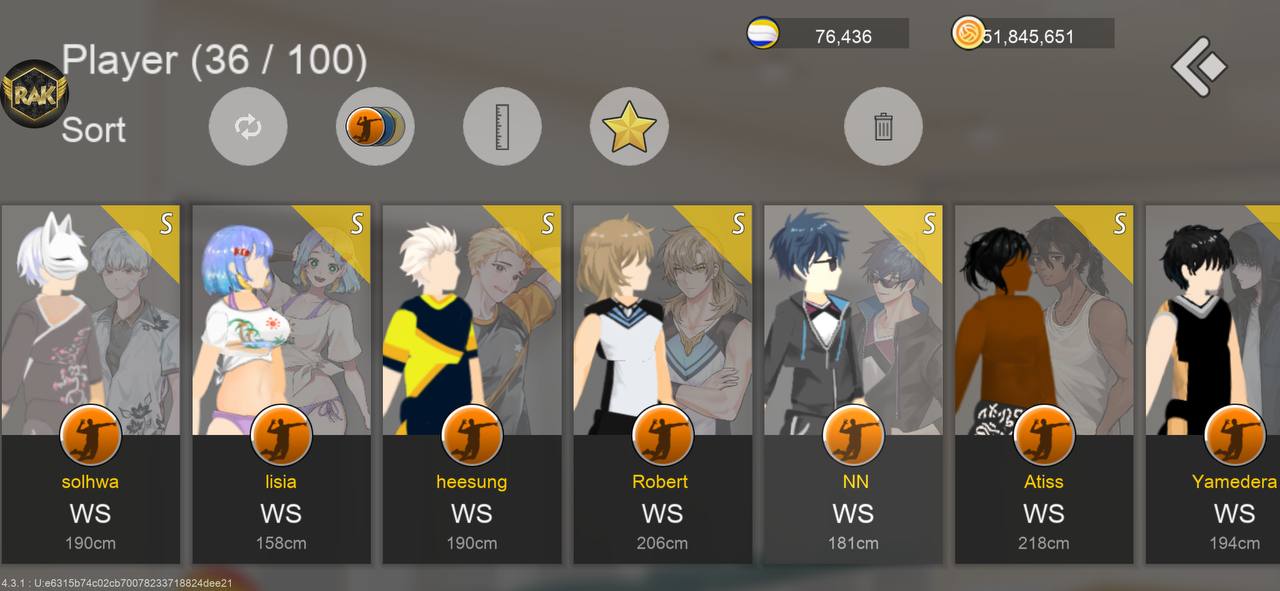 76,436
51,845,651
Player (36 / 100)
RAK
Sort
S
S
S
S
S
S
solhwa
WS
190cm
lisia
WS
158cm
heesung
WS
190cm
Robert
WS
206cm
NN
WS
181cm
Atiss
WS
218cm
Yamedera
WS
194cm
4.3.1 : U:e6315b74c02cb70078233718824dee21